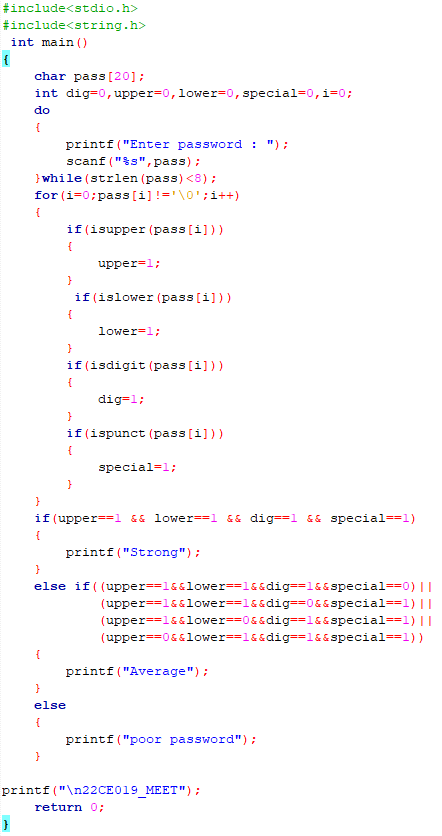 #include<stdio.h>
#include<string.h>
 int main()
{
    char pass[20];
    int dig=0,upper=0,lower=0,special=0,i=0;
    do
    {
        printf("Enter password : ");
        scanf("%s",pass);
    }while(strlen(pass)<8);
    for(i=0;pass[i]!='\0';i++)
    {
        if(isupper(pass[i]))
        {
            upper=1;
        }
         if(islower(pass[i]))
        {
            lower=1;
        }
        if(isdigit(pass[i]))
        {
            dig=1;
        }
        if(ispunct(pass[i]))
        {
            special=1;
        }
    }
    if(upper==1 && lower==1 && dig==1 && special==1)
    {
        printf("Strong");
    }
    else if((upper==1&&lower==1&&dig==1&&special==0)||
            (upper==1&&lower==1&&dig==0&&special==1)||
            (upper==1&&lower==0&&dig==1&&special==1)||
            (upper==0&&lower==1&&dig==1&&special==1))
    {
        printf("Average");
    }
    else
    {
        printf("poor password");
    }

printf("\n22CE019_MEET");
    return 0;
}